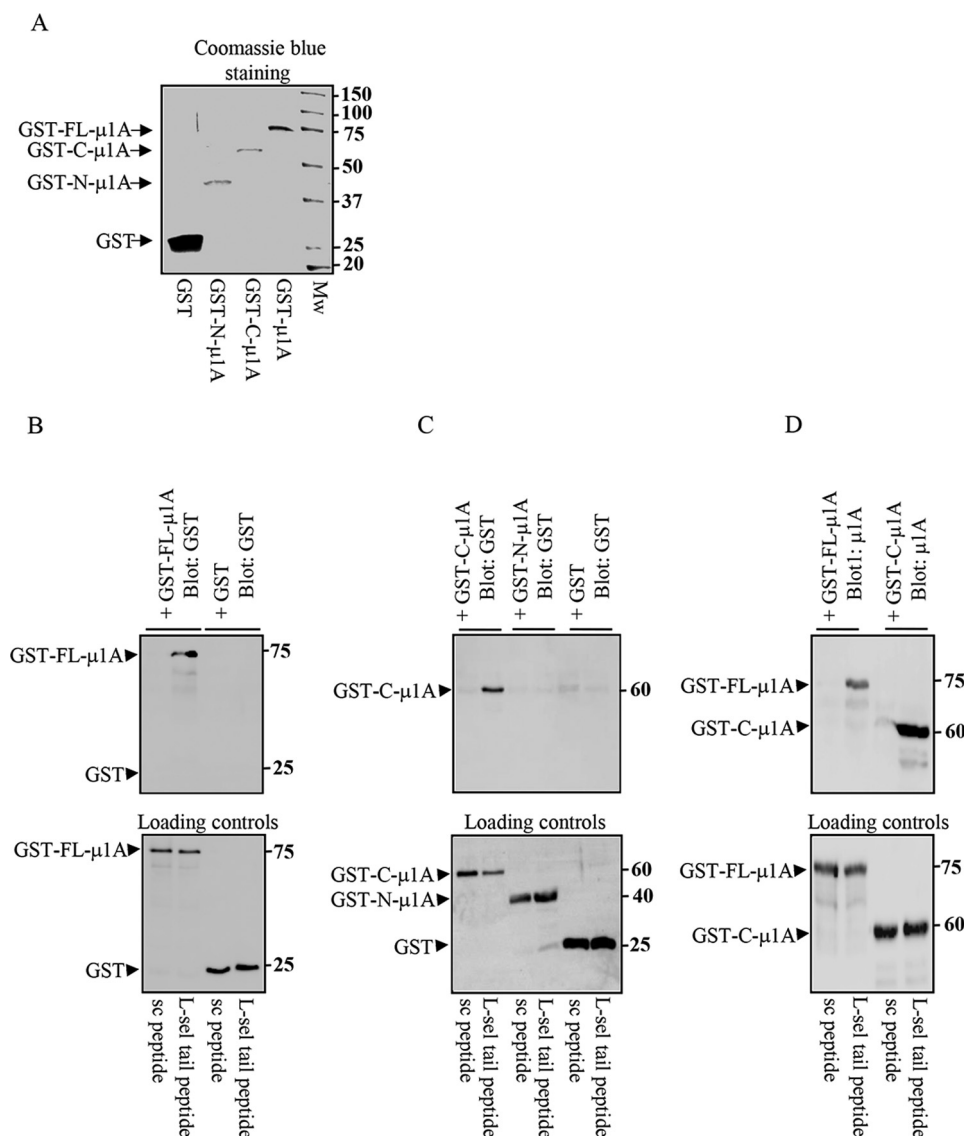 A
Coomassie blue
staining
150
100
75
50
37
25
20
GST-FL-µ1A
GST-C-µ1A
GST-N-µ1A
GST
GST
GST-N-µ1A
GST-C-µ1A
GST-µ1A
Mw
B
+ GST-FL-µ1A
Blot: GST
+ GST
Blot: GST
GST-FL-µ1A
75
GST
25
Loading controls
GST-FL-µ1A
75
GST
25
sc peptide
L-sel tail peptide
sc peptide
L-sel tail peptide
C
+ GST-C-µ1A
Blot: GST
+ GST-N-µ1A
Blot: GST
+ GST
Blot: GST
GST-C-µ1A
60
Loading controls
GST-C-µ1A
60
GST-N-µ1A
40
GST
25
sc peptide
L-sel tail peptide
sc peptide
L-sel tail peptide
sc peptide
L-sel tail peptide
D
+ GST-FL-µ1A
Blot1: µ1A
+ GST-C-µ1A
Blot: µ1A
GST-FL-µ1A
75
GST-C-µ1A
60
Loading controls
GST-FL-µ1A
75
GST-C-µ1A
60
sc peptide
L-sel tail peptide
sc peptide
L-sel tail peptide